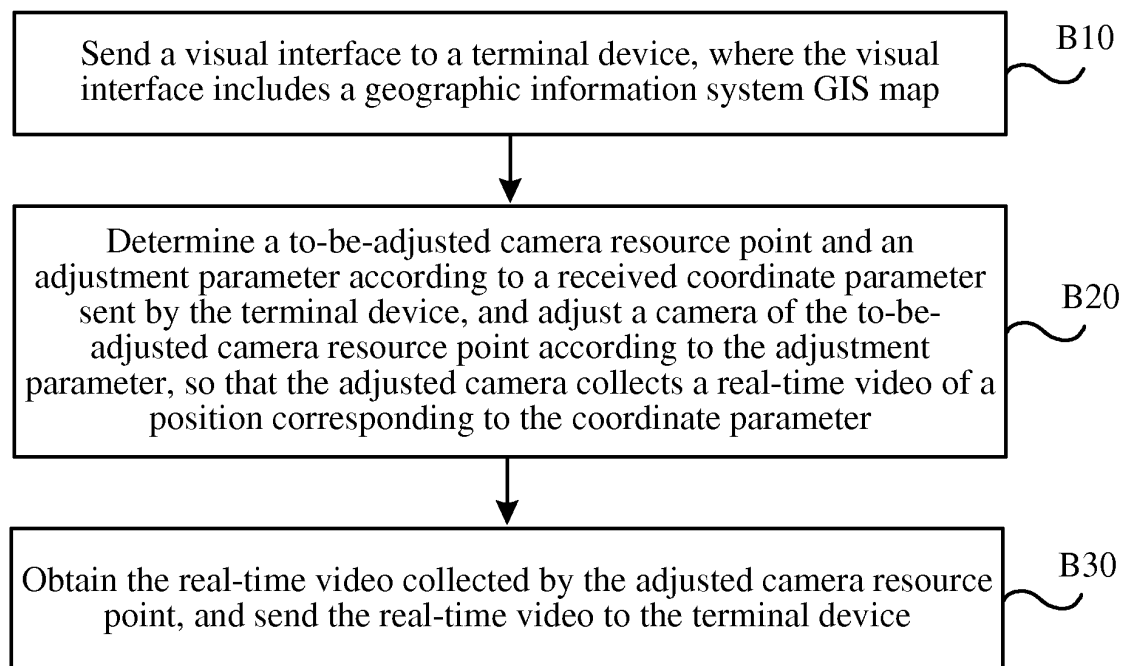 Send a visual interface to a terminal device, where the visual
interface includes a geographic information system GIS map
B10
Determine a to-be-adjusted camera resource point and an
adjustment parameter according to a received coordinate parameter
sent by the terminal device, and adjust a camera of the to-be-
adjusted camera resource point according to the adjustment
parameter, so that the adjusted camera collects a real-time video of a
position corresponding to the coordinate parameter
B20
Obtain the real-time video collected by the adjusted camera resource
point, and send the real-time video to the terminal device
B30